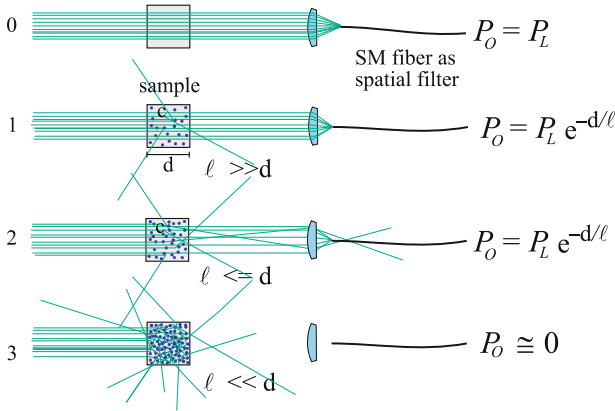 0
SM fiber as
spatial filter
P_O = P_L
sample
1
c
d
ℓ >>d
P_O = P_L e^{-d/ℓ}
2
c
ℓ <= d
P_O = P_L e^{-d/ℓ}
3
ℓ << d
P_O ≅ 0